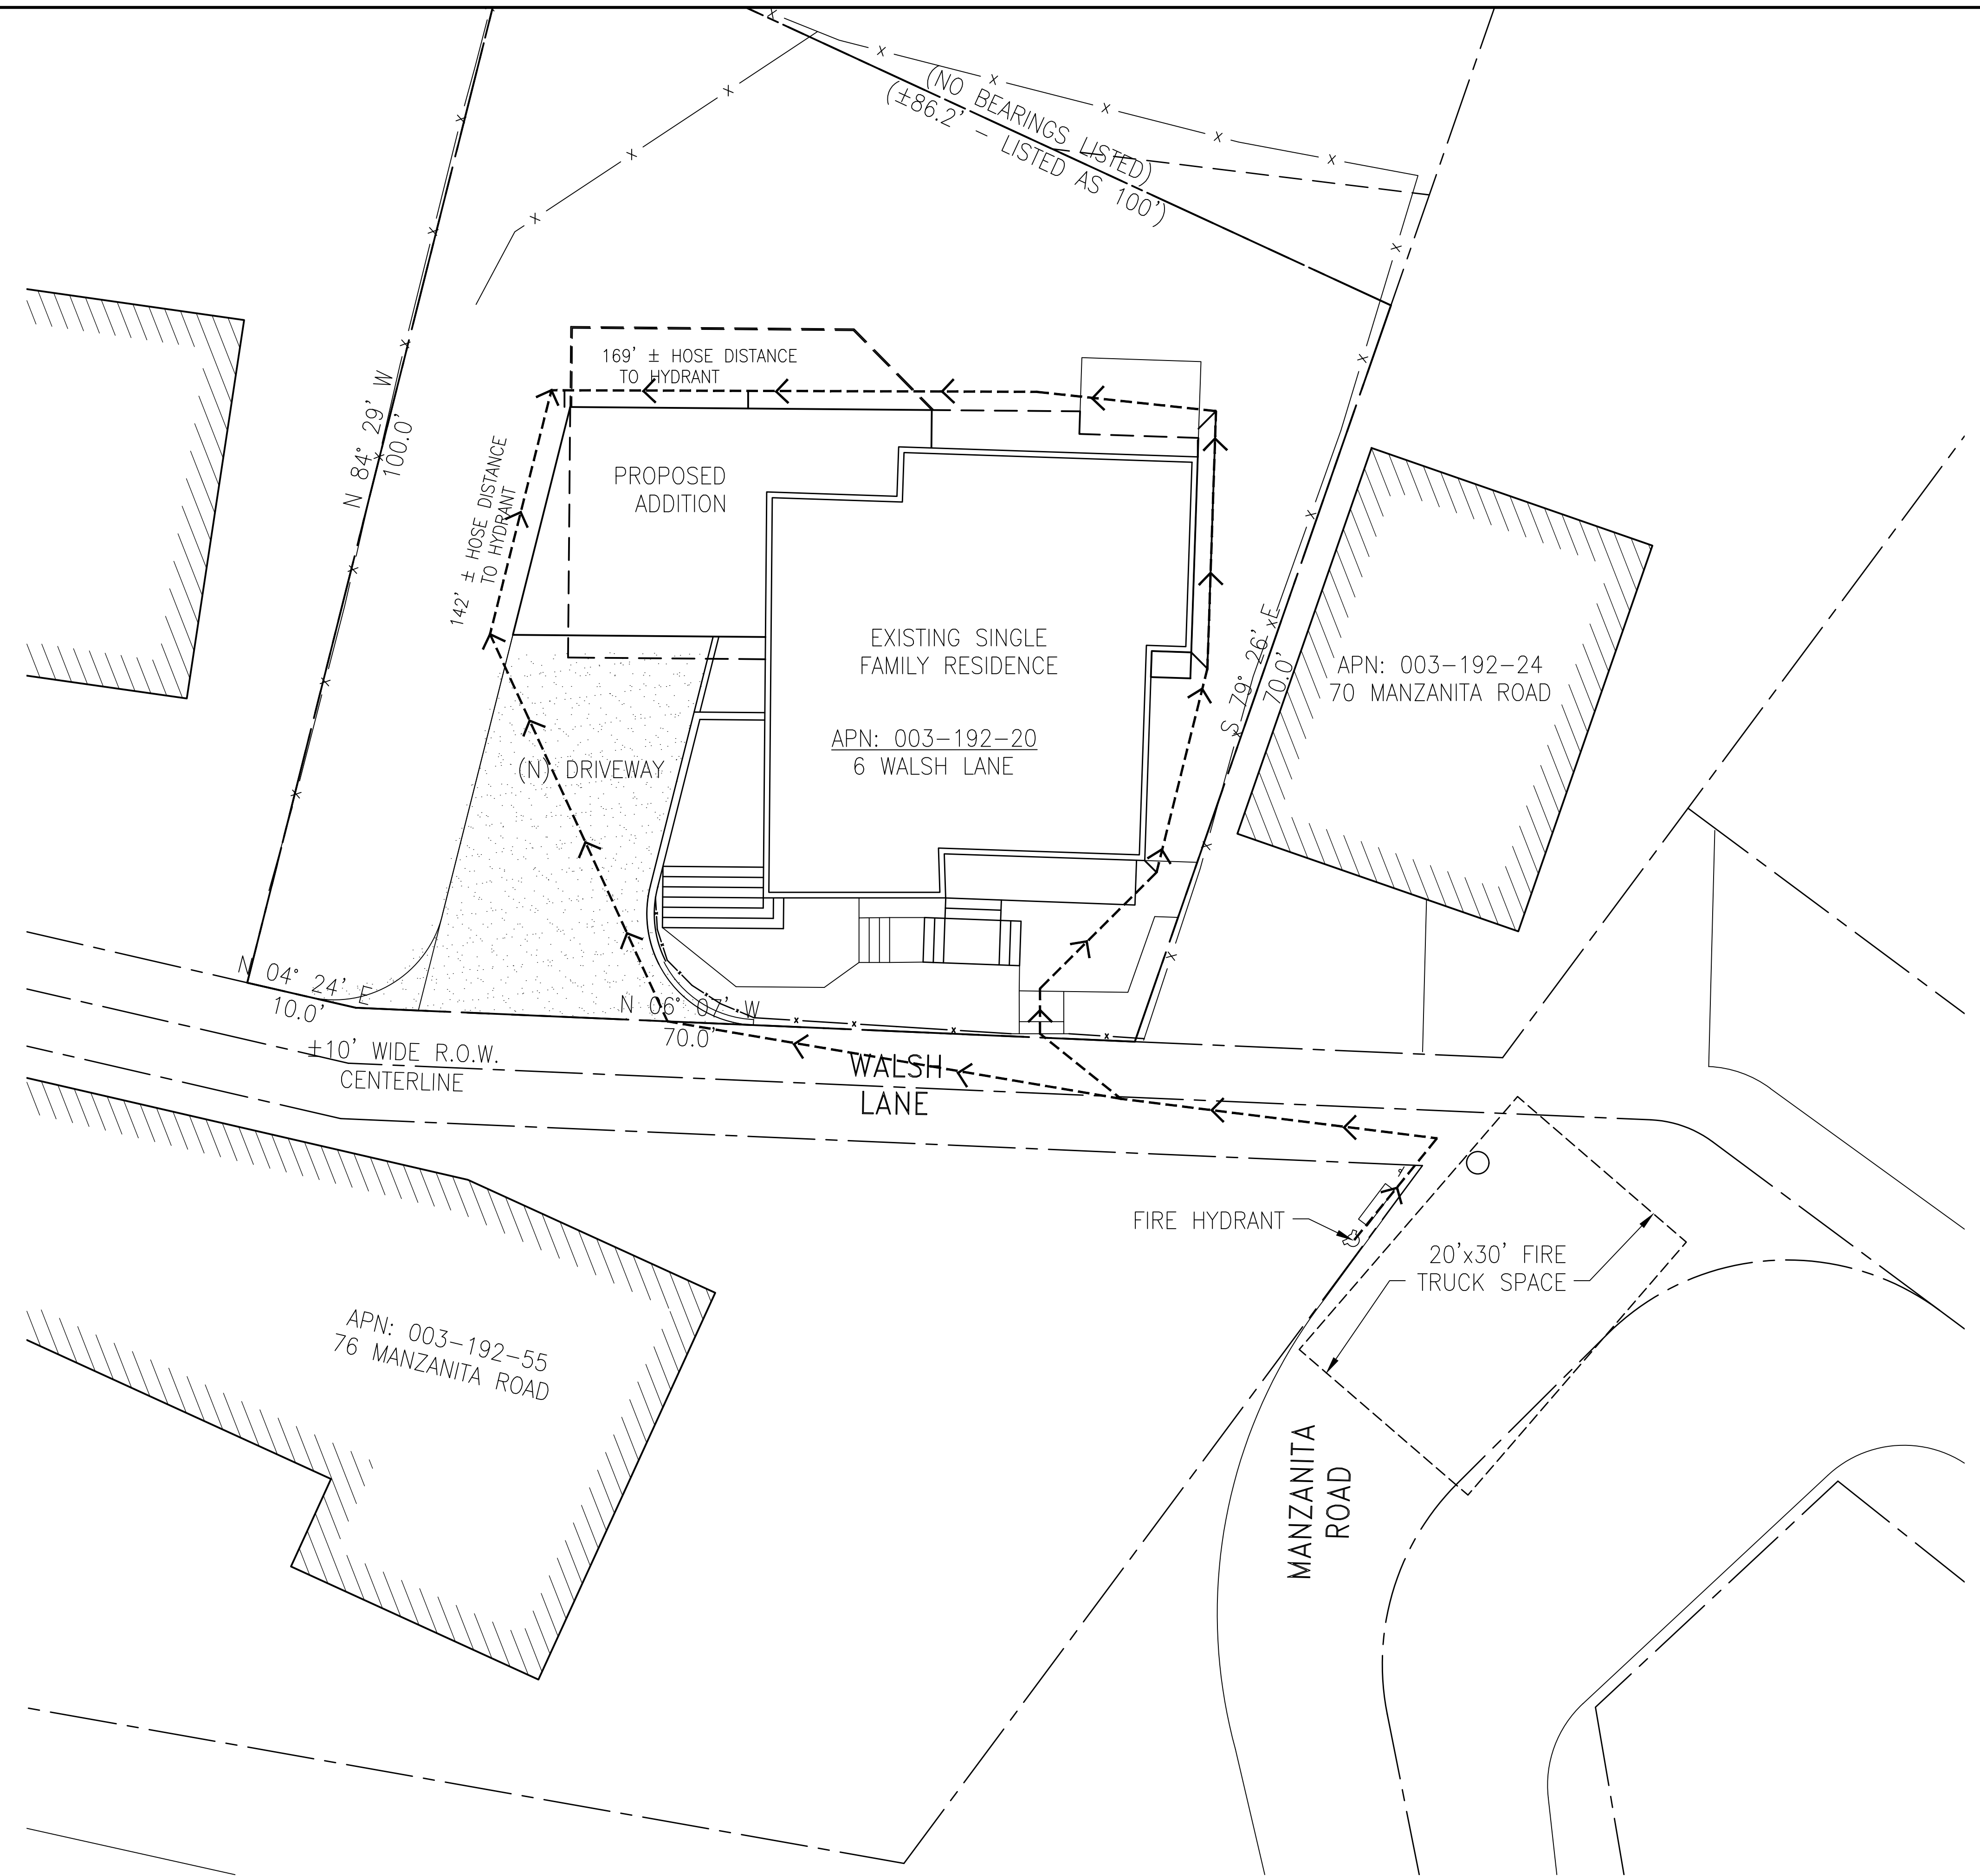 (NO BEARINGS LISTED)
(±86.2' - LISTED AS 100')
N 84° 29' W
100.0'
169' ± HOSE DISTANCE
TO HYDRANT
142' ± HOSE DISTANCE
TO HYDRANT
PROPOSED
ADDITION
EXISTING SINGLE
FAMILY RESIDENCE
APN: 003-192-20
6 WALSH LANE
S 79° 26' E
70.0'
APN: 003-192-24
70 MANZANITA ROAD
(N) DRIVEWAY
N 04° 24' E
10.0'
N 06° 07' W
70.0'
±10' WIDE R.O.W.
CENTERLINE
WALSH
LANE
FIRE HYDRANT
20'x30' FIRE
TRUCK SPACE
APN: 003-192-55
76 MANZANITA ROAD
MANZANITA
ROAD